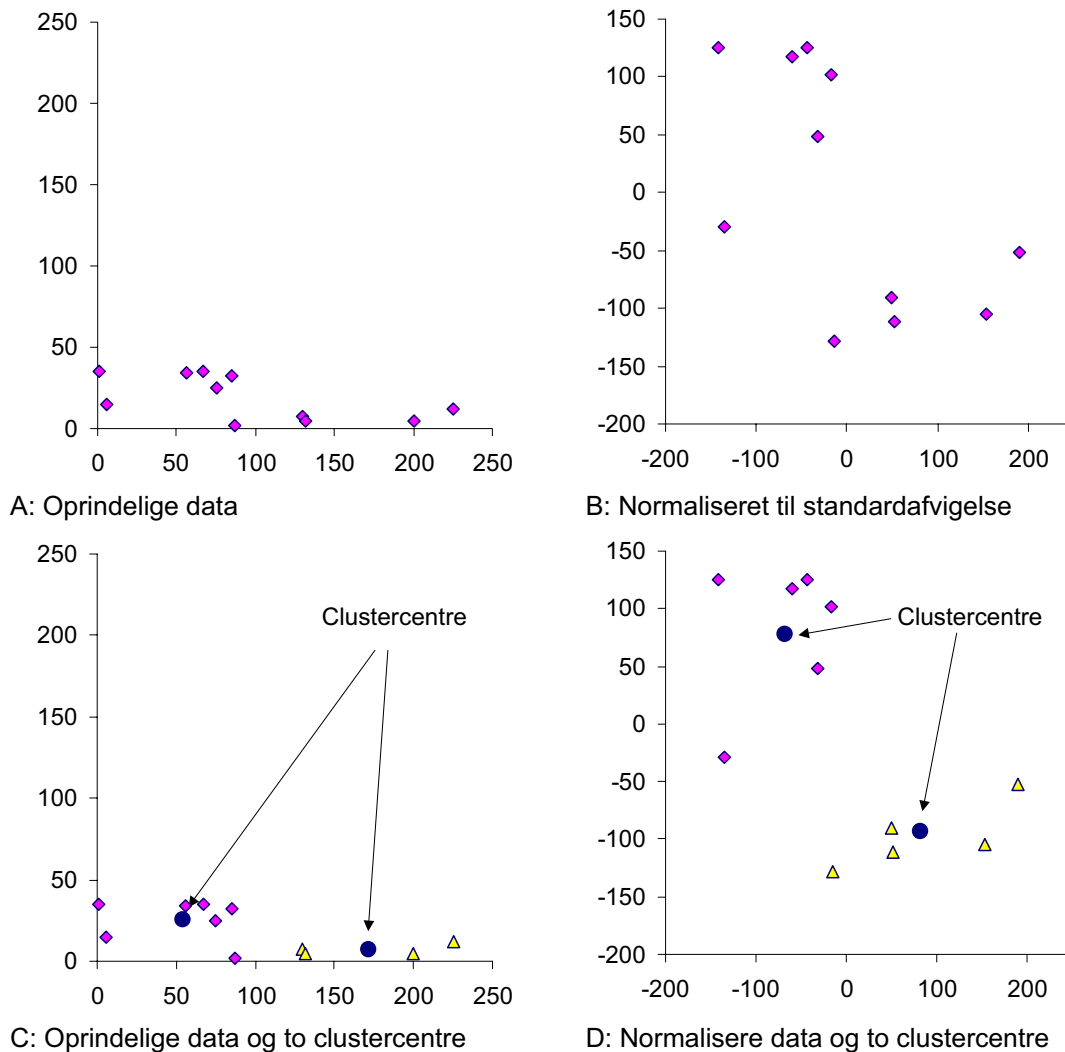 250
200
150
100
50
0
0 50 100 150 200 250
A: Oprindelige data
150
100
50
0
-50
-100
-150
-200
-200 -100 0 100 200
B: Normaliseret til standardafvigelse
250
200
150
100
50
0
Clustercentre
0 50 100 150 200 250
C: Oprindelige data og to clustercentre
150
100
50
0
-50
-100
-150
-200
Clustercentre
-200 -100 0 100 200
D: Normalisere data og to clustercentre